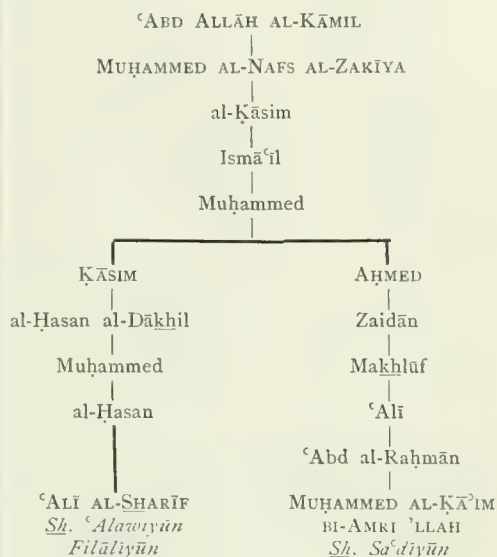 ʿABD ALLĀH AL-KĀMIL
MUḤAMMED AL-NAFS AL-ZAKĪYA
al-Ḳāsim
Ismāʿīl
Muḥammed
ḲĀSIM AḤMED
al-Ḥasan al-Dākhil Zaidān
Muḥammed Makhlūf
al-Ḥasan ʿAlī
ʿAbd al-Raḥmān
ʿALĪ AL-SHARĪF MUḤAMMED AL-ḲĀʾIM
Sh. ʿAlawīyūn BI-AMRI ʾLLAH
Filālīyūn Sh. Saʿdīyūn